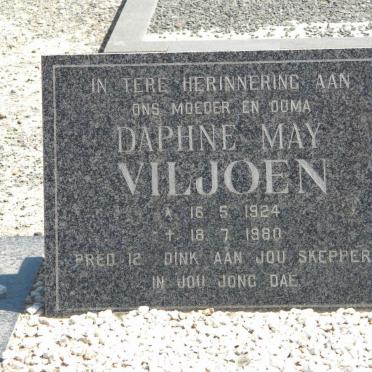 IN TERE HERINNERING AAN
ONS MOEDER EN OUMA
DAPHNE MAY
VILJOEN
* 16·5·1924
+ 18·7·1980
PRED 12 DINK AAN JOU SKEPPER
IN JOU JONG DAE